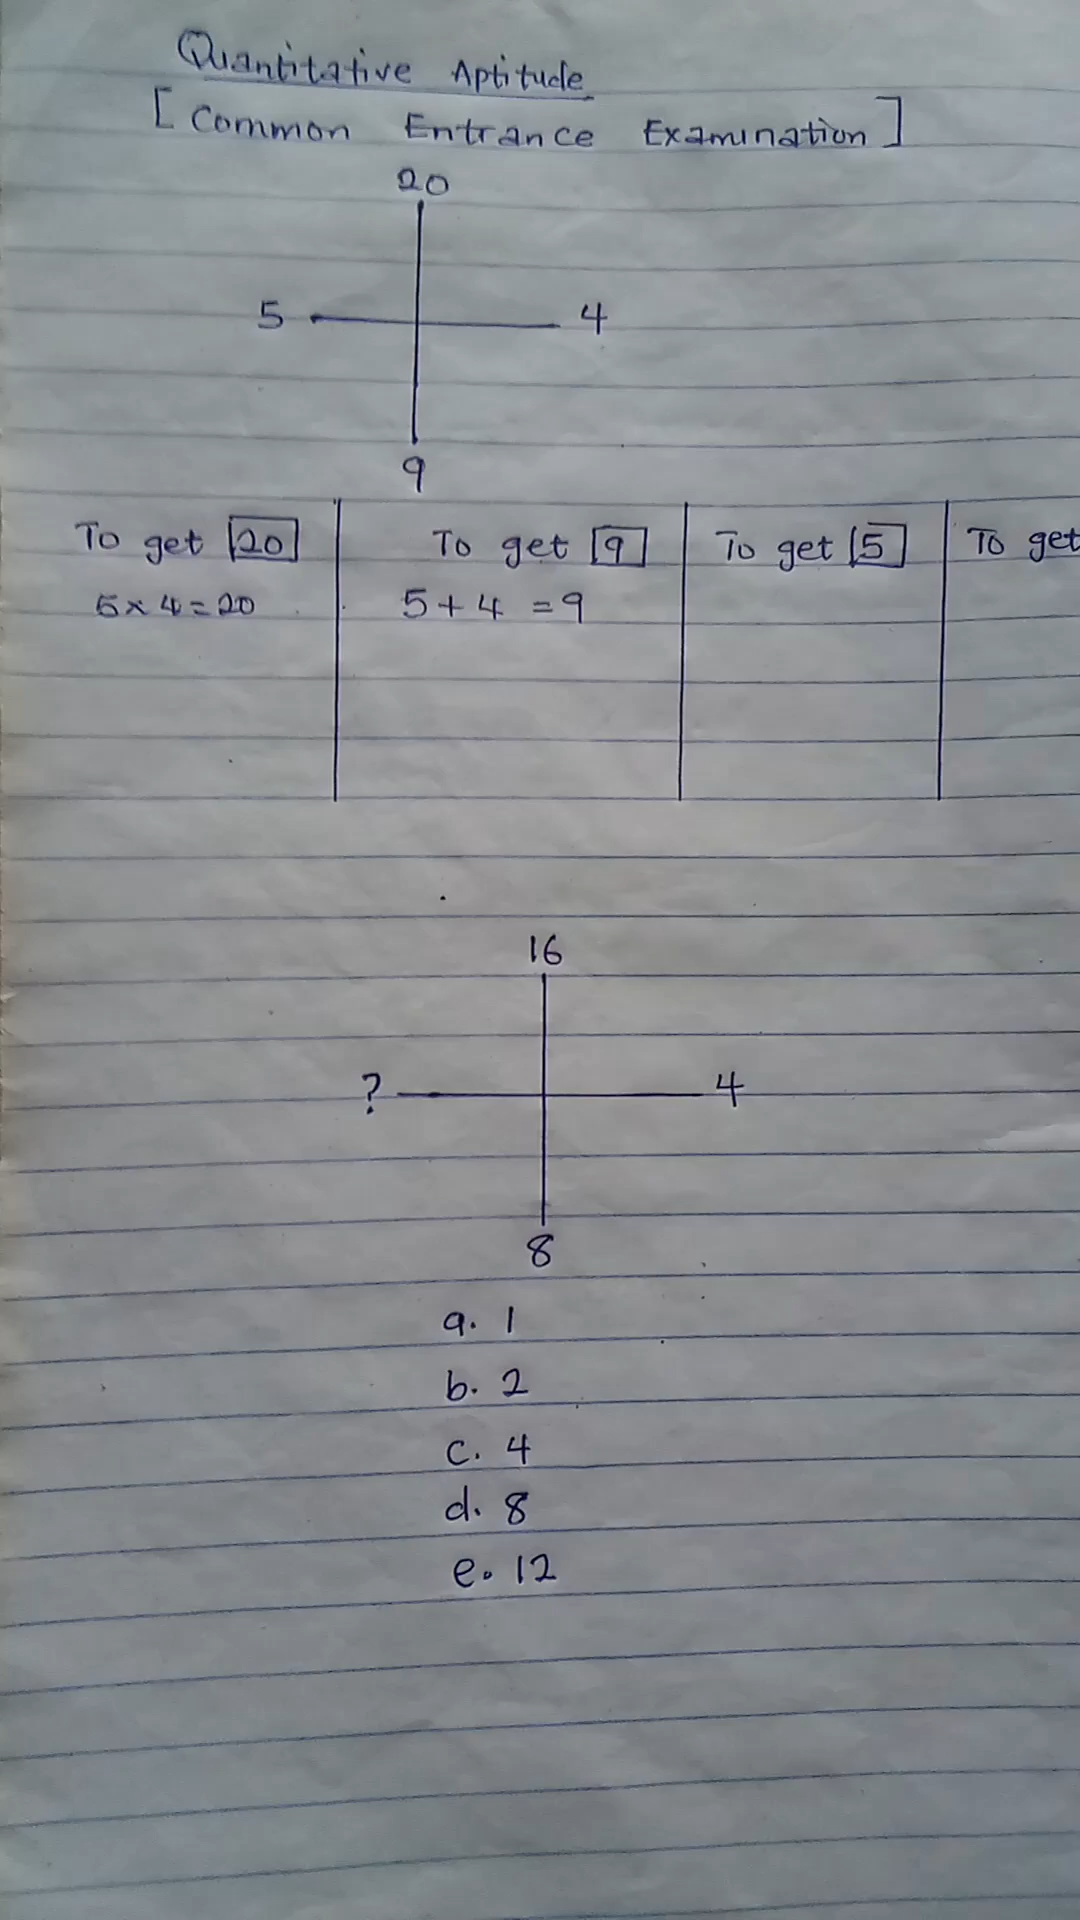 Quantitative Aptitude
[Common Entrance Examination]
20
5 4
9
To get 20 To get 9 To get 5 To get
5×4=20 5+4=9
16
? 4
8
a. 1
b. 2
c. 4
d. 8
e. 12